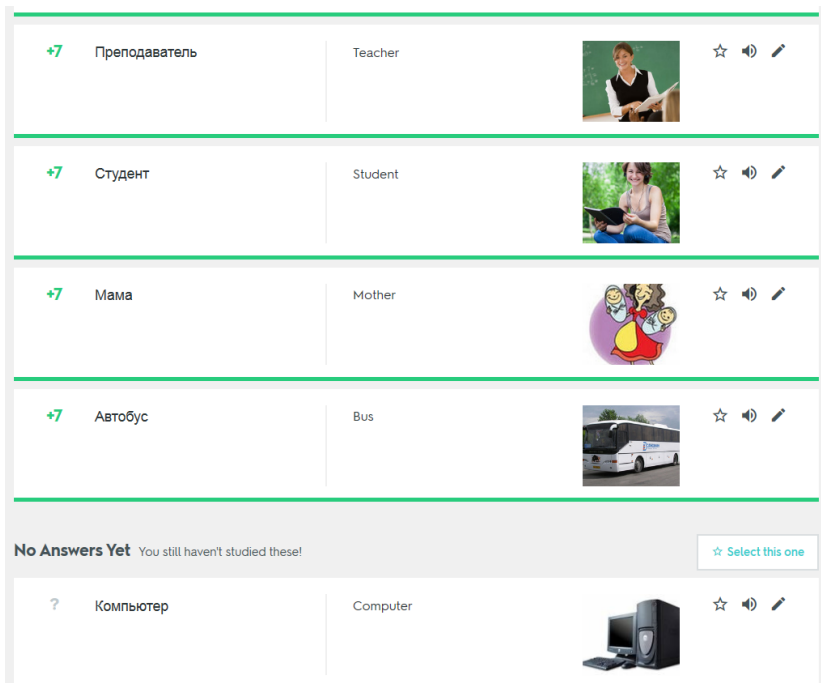 +7 Преподаватель Teacher
+7 Студент Student
+7 Мама Mother
+7 Автобус Bus
No Answers Yet You still haven't studied these!
☆ Select this one
? Компьютер Computer